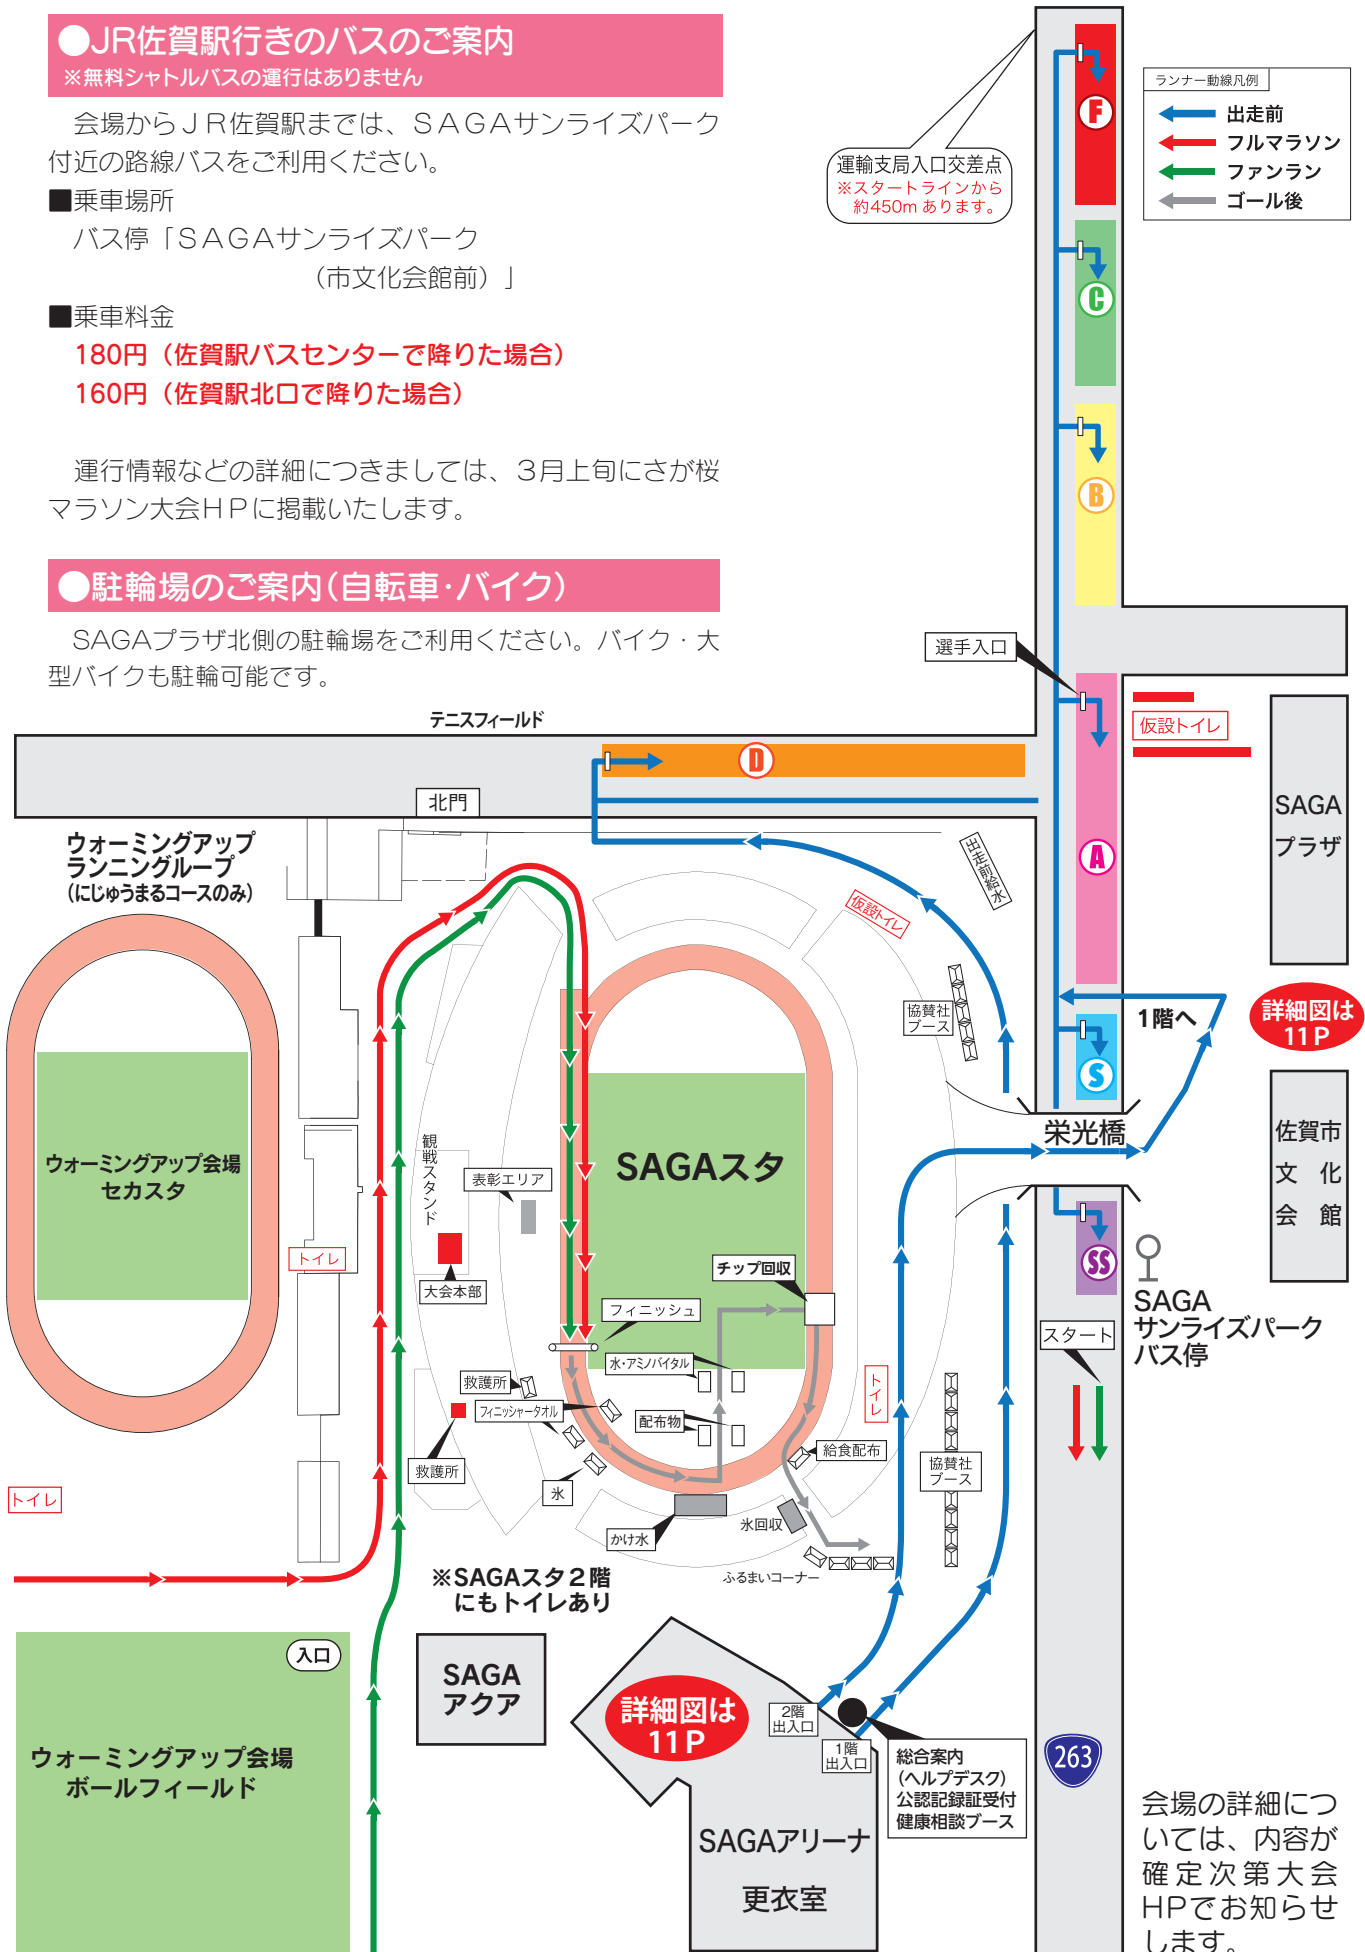 ●JR佐賀駅行きのバスのご案内
※無料シャトルバスの運行はありません
会場からＪＲ佐賀駅までは、ＳＡＧＡサンライズパーク
付近の路線バスをご利用ください。
■乗車場所
バス停「ＳＡＧＡサンライズパーク
（市文化会館前）」
■乗車料金
180円（佐賀駅バスセンターで降りた場合）
160円（佐賀駅北口で降りた場合）
運行情報などの詳細につきましては、３月上旬にさが桜
マラソン大会ＨＰに掲載いたします。
●駐輪場のご案内（自転車・バイク）
SAGAプラザ北側の駐輪場をご利用ください。バイク・大
型バイクも駐輪可能です。
運輸支局入口交差点
※スタートラインから
約450mあります。
ランナー動線凡例
出走前
フルマラソン
ファンラン
ゴール後
F
C
B
選手入口
仮設トイレ
A
SAGA
プラザ
テニスフィールド
D
北門
ウォーミングアップ
ランニングループ
(にじゅうまるコースのみ)
出走前給水
仮設トイレ
協賛社
ブース
1階へ
詳細図は
11P
S
栄光橋
佐賀市
文化
会館
ウォーミングアップ会場
セカスタ
観戦スタンド
表彰エリア
SAGAスタ
トイレ
大会本部
チップ回収
フィニッシュ
SS
SAGA
サンライズパーク
バス停
スタート
水・アミノバイタル
救護所
フィニッシャータオル
配布物
トイレ
給食配布
協賛社
ブース
救護所
氷
トイレ
かけ水
氷回収
ふるまいコーナー
※SAGAスタ２階
にもトイレあり
入口
SAGA
アクア
詳細図は
11P
2階
出入口
1階
出入口
ウォーミングアップ会場
ボールフィールド
総合案内
(ヘルプデスク)
公認記録証受付
健康相談ブース
263
SAGAアリーナ
更衣室
会場の詳細につ
いては、内容が
確定次第大会
HPでお知らせ
します。